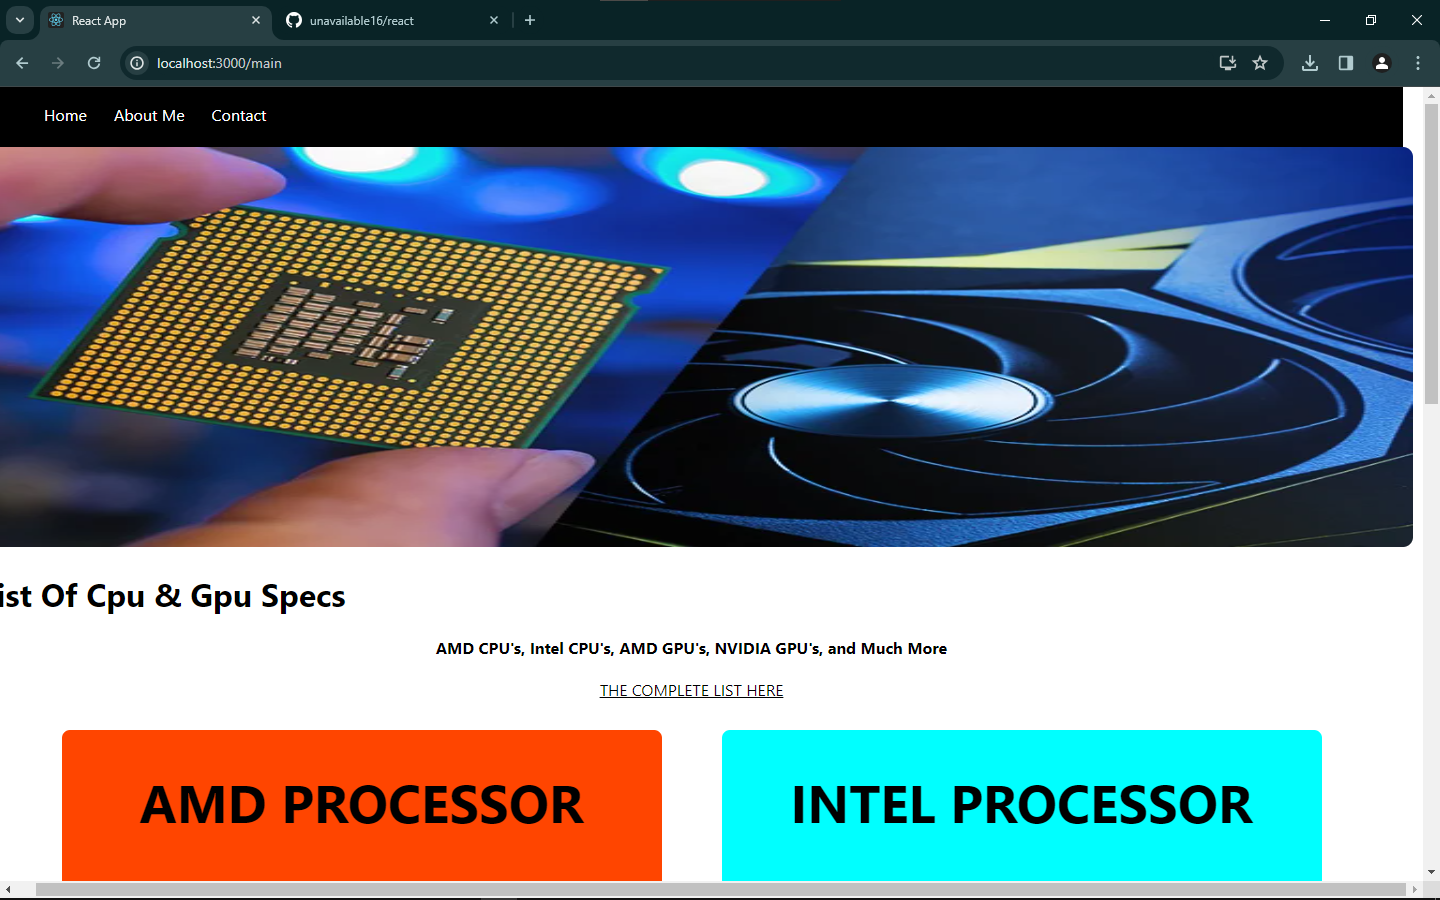 React App
unavailable16/react
localhost:3000/main
Home About Me Contact
ist Of Cpu & Gpu Specs
AMD CPU's, Intel CPU's, AMD GPU's, NVIDIA GPU's, and Much More
THE COMPLETE LIST HERE
AMD PROCESSOR
INTEL PROCESSOR